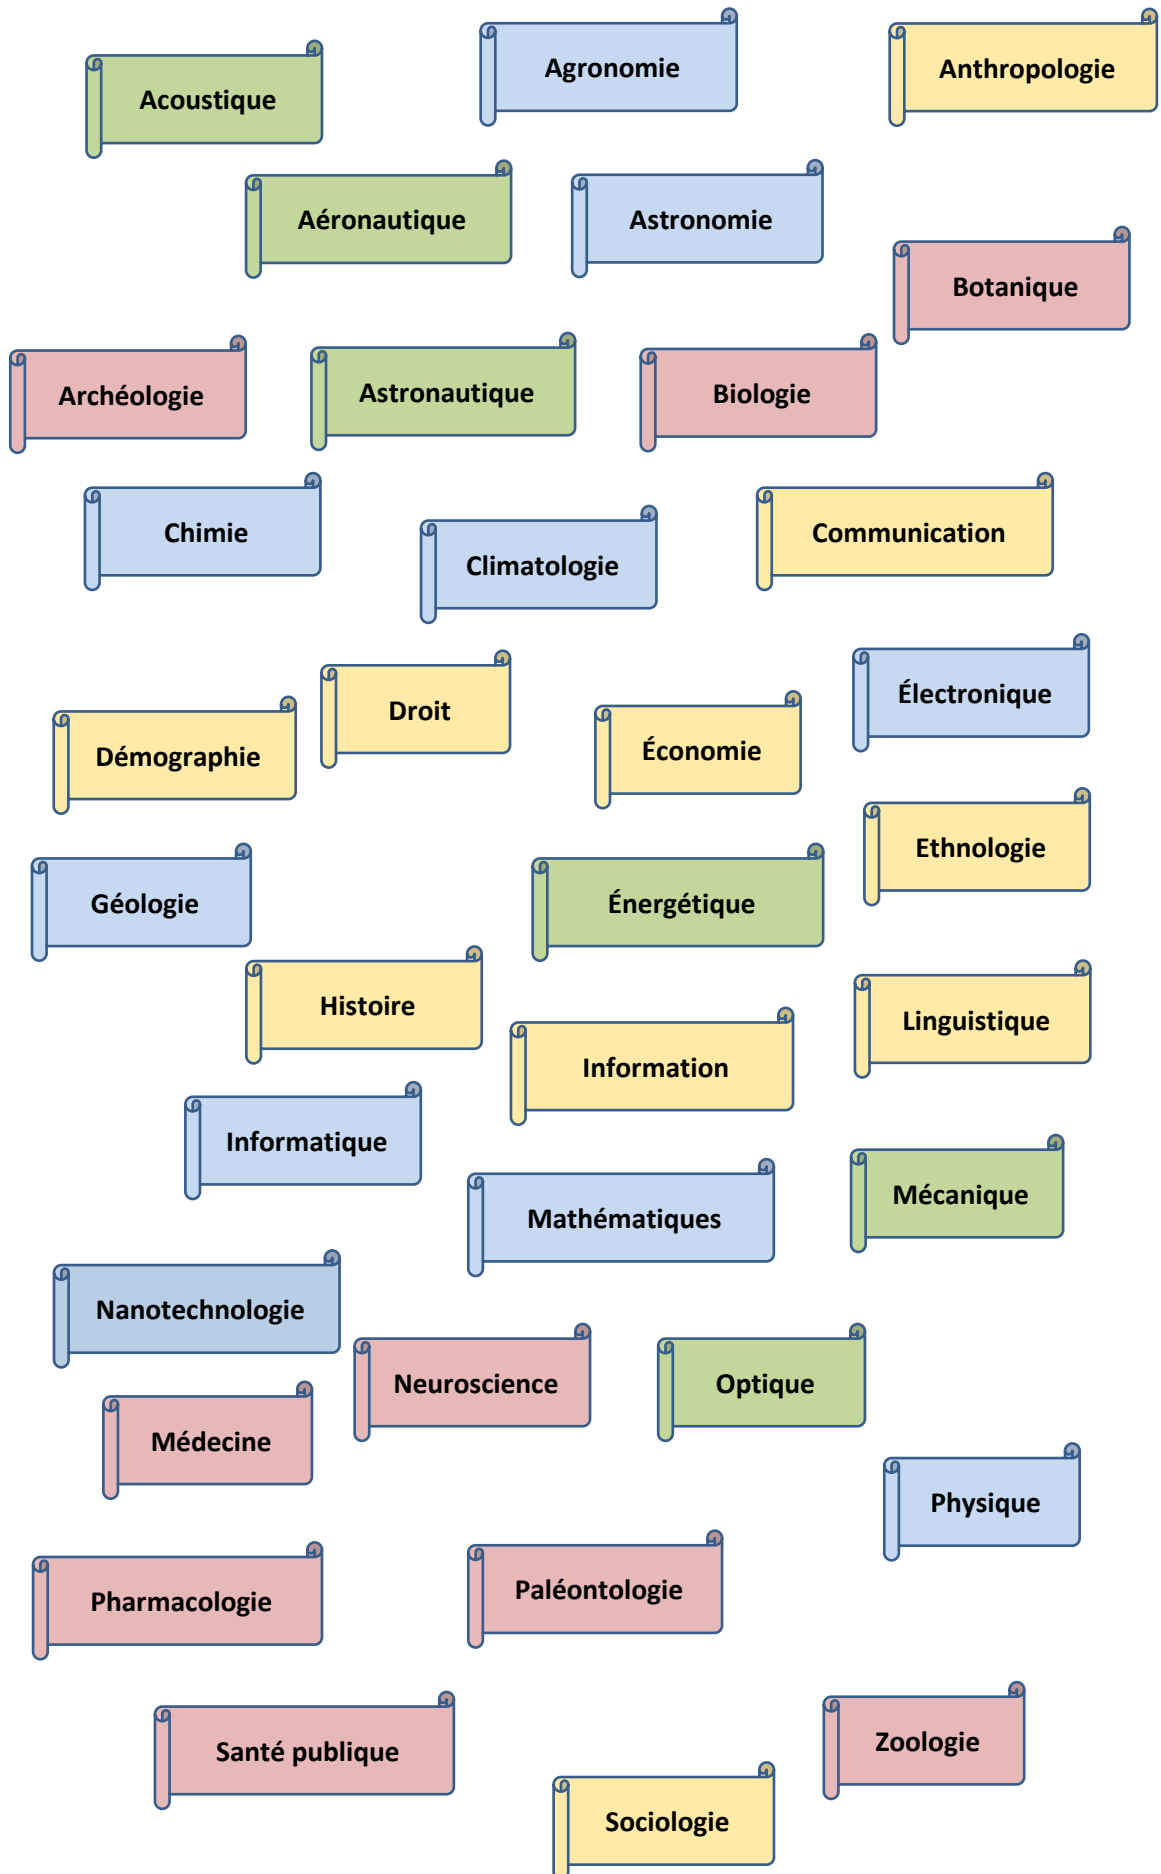 Agronomie
Anthropologie
Acoustique
Aéronautique
Astronomie
Botanique
Archéologie
Astronautique
Biologie
Chimie
Climatologie
Communication
Électronique
Droit
Démographie
Économie
Ethnologie
Géologie
Énergétique
Histoire
Linguistique
Information
Informatique
Mécanique
Mathématiques
Nanotechnologie
Neuroscience
Optique
Médecine
Physique
Pharmacologie
Paléontologie
Santé publique
Zoologie
Sociologie